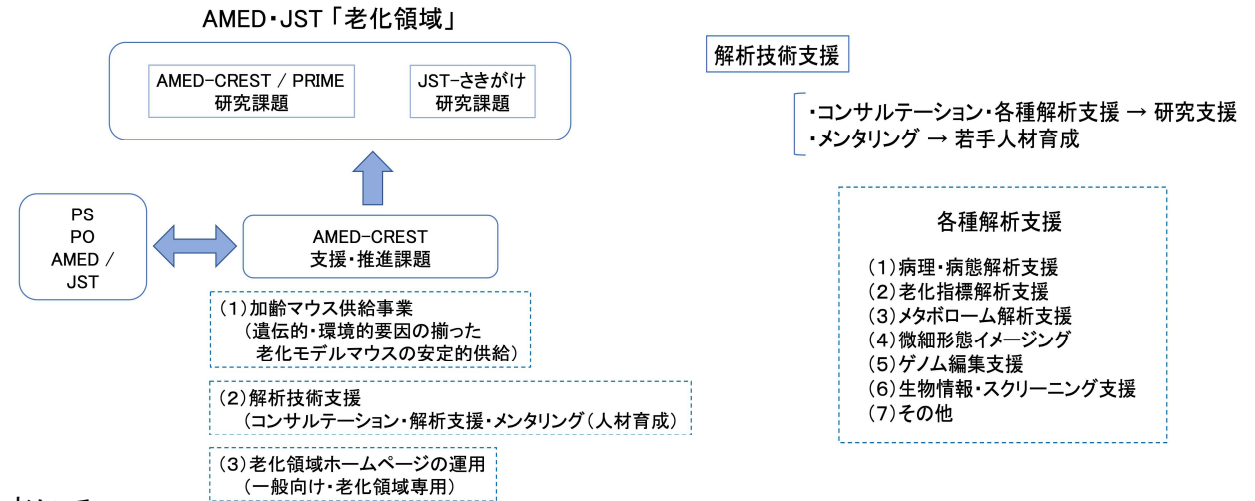 AMED・JST「老化領域」
AMED-CREST / PRIME
研究課題
JST-さきがけ
研究課題
PS
PO
AMED /
JST
AMED-CREST
支援・推進課題
(1)加齢マウス供給事業
(遺伝的・環境的要因の揃った
老化モデルマウスの安定的供給)
(2)解析技術支援
(コンサルテーション・解析支援・メンタリング(人材育成)
(3)老化領域ホームページの運用
(一般向け・老化領域専用)
解析技術支援
・コンサルテーション・各種解析支援 → 研究支援
・メンタリング → 若手人材育成
各種解析支援
(1)病理・病態解析支援
(2)老化指標解析支援
(3)メタボローム解析支援
(4)微細形態イメージング
(5)ゲノム編集支援
(6)生物情報・スクリーニング支援
(7)その他